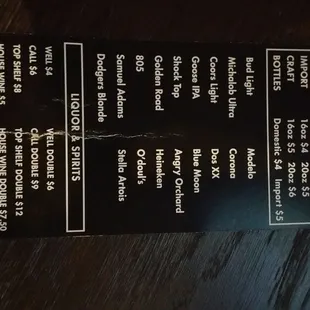 IMPORT 16oz $4 20oz $5
CRAFT 16oz $5 20oz $6
BOTTLES Domestic $4 Import $5
Bud Light Modelo
Michelob Ultra Corona
Coors Light Dos XX
Goose IPA Blue Moon
Shock Top Angry Orchard
Golden Road Heineken
805 O'doul's
Samuel Adams Stella Artois
Dodgers Blonde
LIQUOR & SPIRITS
WELL $4 WELL DOUBLE $6
CALL $6 CALL DOUBLE $9
TOP SHELF $8 TOP SHELF DOUBLE $12
HOUSE WINE $5 HOUSE WINE DOUBLE $7.50